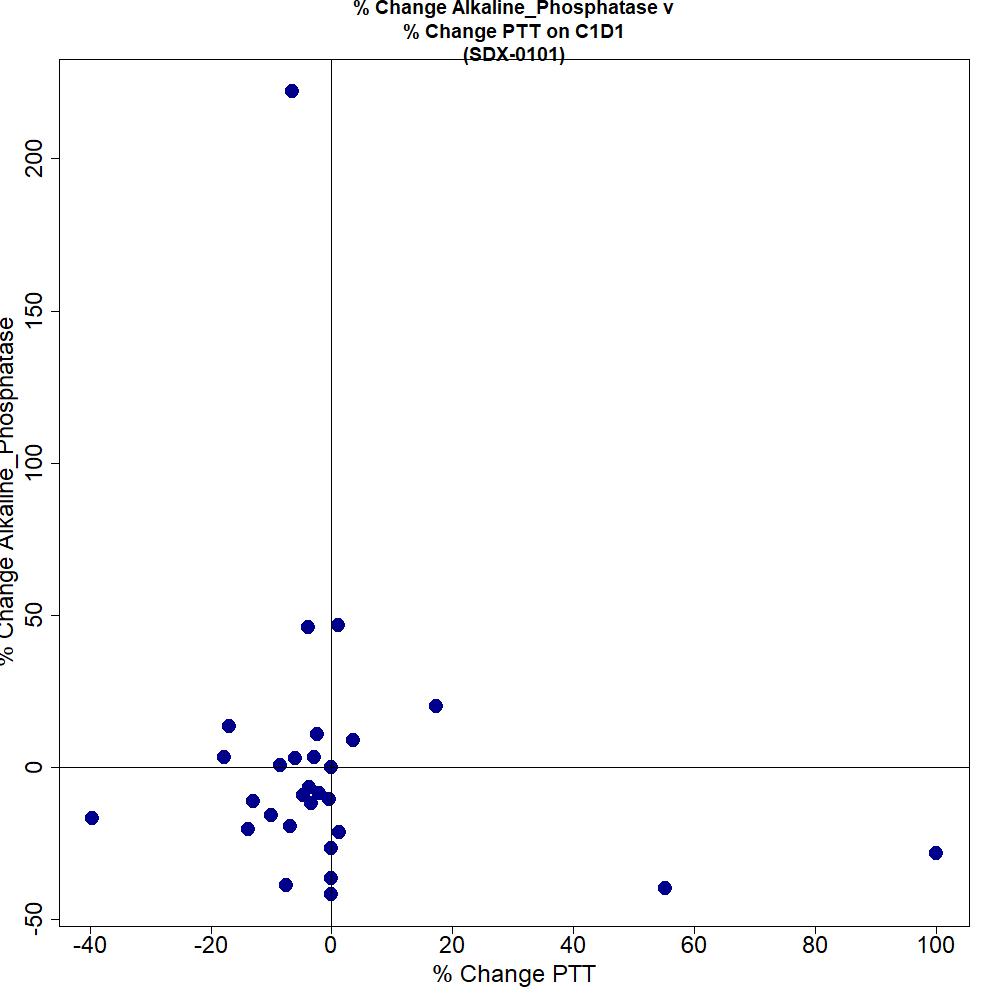 % Change Alkaline_Phosphatase v
% Change PTT on C1D1
(SDX-0101)
% Change Alkaline_Phosphatase
200
150
100
50
0
-50
-40
-20
0
20
40
60
80
100
% Change PTT